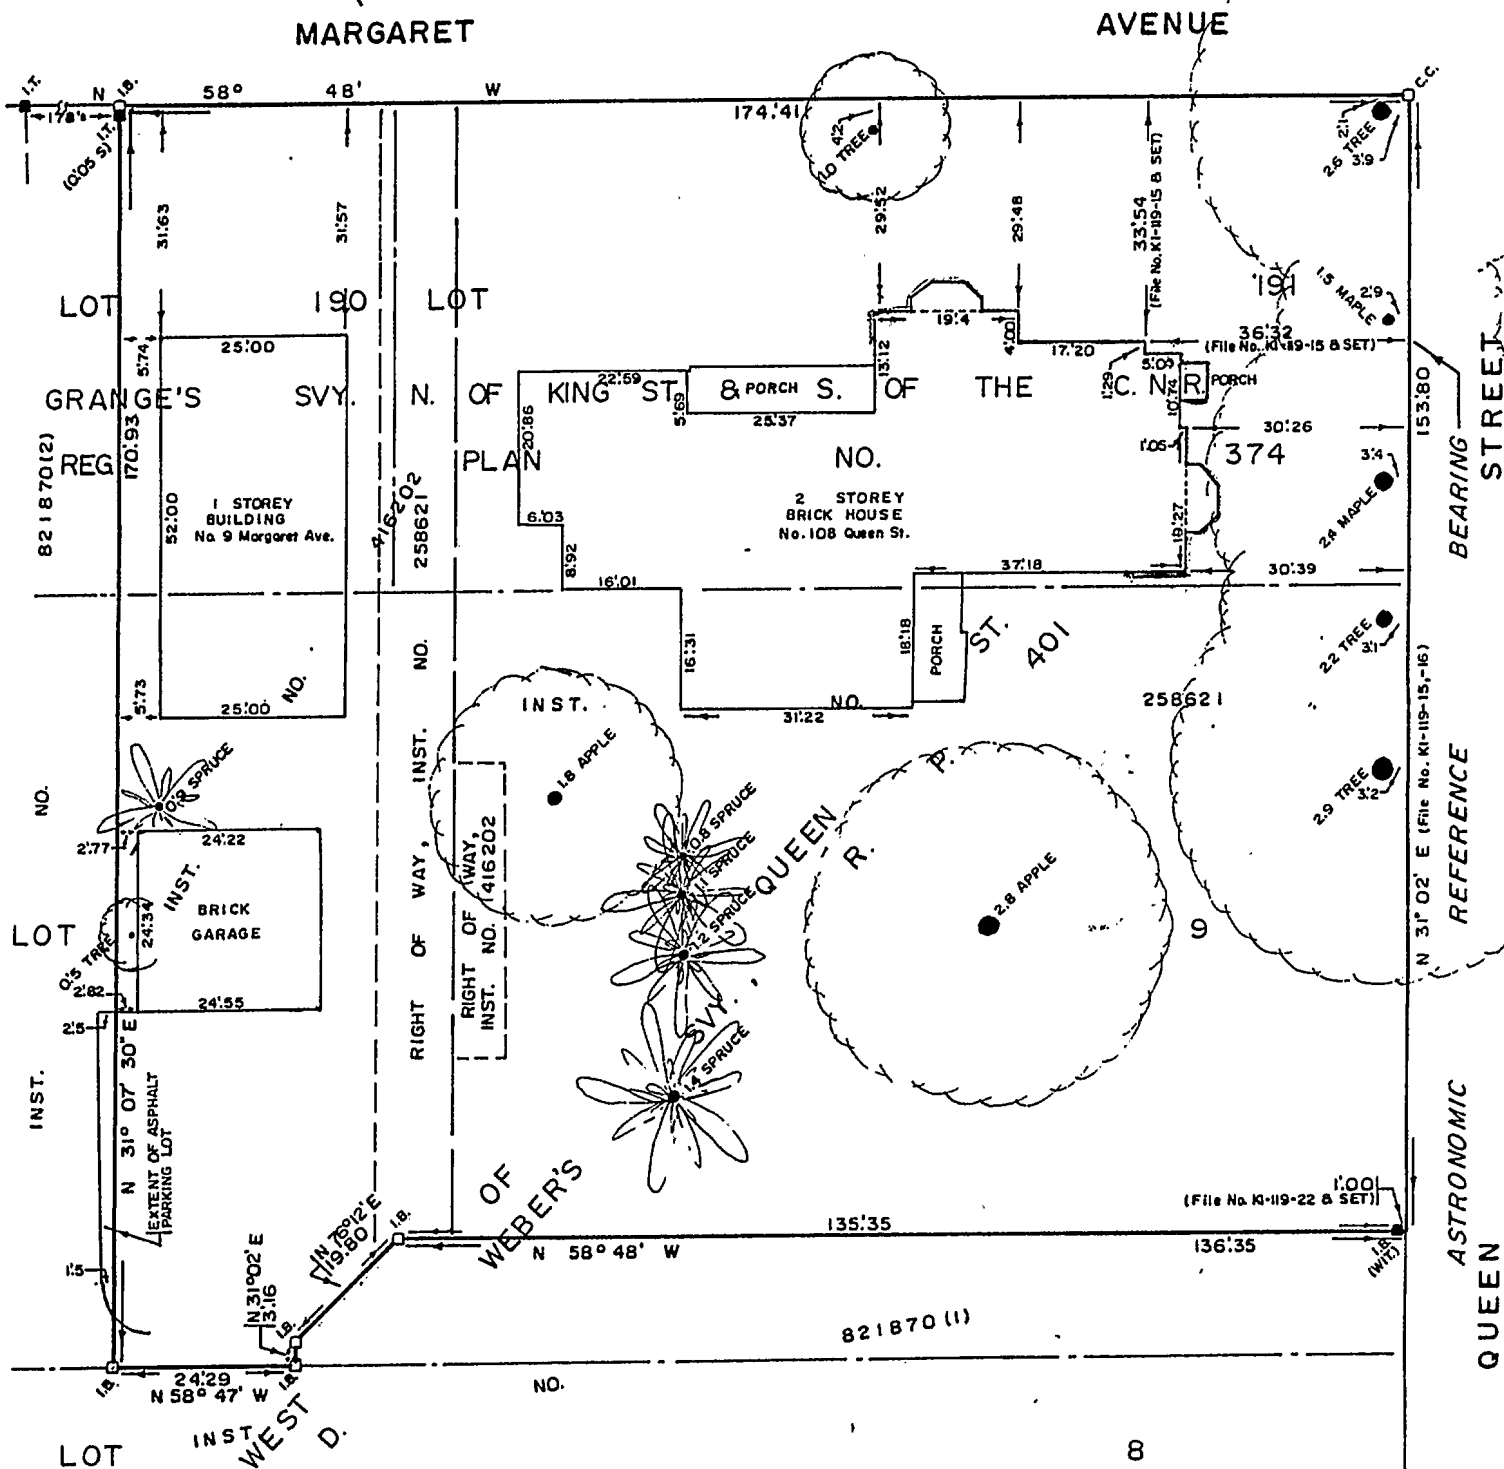 MARGARET AVENUE
I.T.
N
I.B.
58° 48' W
174.41
C.C.
178'±
I.T.
(0.05 S)
4.2
1.0 TREE
2.1
2.6 TREE
3.9
31.63
31.57
29.52
29.48
33.54
(File No. KI-119-15 & SET)
LOT 190 LOT 191
1.5 MAPLE
2.9
19.4
4.00
17.20
36.32
(File No. KI-119-15 & SET)
5.74
25.00
13.12
1.29
5.07
GRANGE'S SVY. N. OF KING ST. & S. OF THE C. N. R.
22.59
PORCH
PORCH
5.69
25.37
10.74
20.86
30.26
153.80
STREET
821870(2)
170.93
REG PLAN NO. 374
1.05
3.4
2.4 MAPLE
BEARING
52.00
1 STOREY
BUILDING
No. 9 Margaret Ave.
416202
258621
2 STOREY
BRICK HOUSE
No. 108 Queen St.
6.03
8.92
18.27
16.01
37.18
30.39
16.31
18.18
PORCH
ST.
401
2.2 TREE
3.1
5.73
25.00
NO.
INST.
NO.
31.22
258621
N 31° 02' E (File No. KI-119-15,-16)
REFERENCE
NO.
0.9 SPRUCE
1.8 APPLE
P.
2.9 TREE
3.2
2.77
24.22
INST.
RIGHT OF WAY, INST. NO.
RIGHT OF WAY,
INST. NO. 416202
0.8 SPRUCE
1.1 SPRUCE
1.2 SPRUCE
QUEEN
R.
2.8 APPLE
9
LOT
BRICK
GARAGE
24.34
0.5 TREE
2.82
24.55
2.5
SVY.,
1.4 SPRUCE
INST.
N 31° 07' 30" E
EXTENT OF ASPHALT
PARKING LOT
ASTRONOMIC
OF
WEBER'S
1.00
(File No. KI-119-22 & SET)
N 76°12' E
19.80
I.B.
135.35
N 58° 48' W
136.35
I.B.
(WIT.)
1.5
N 31°02' E
3.16
I.B.
QUEEN
821870 (1)
I.B.
24.29
N 58° 47' W
I.B.
NO.
INST.
WEST
D.
LOT 8